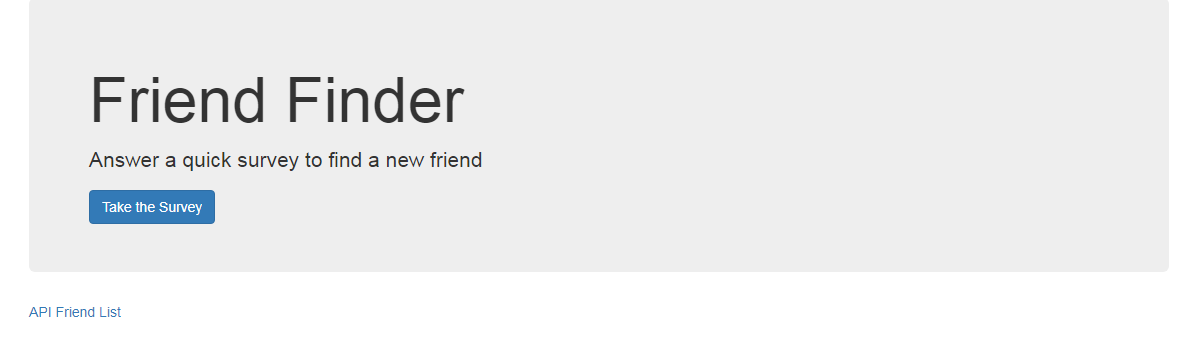 Friend Finder
Answer a quick survey to find a new friend
Take the Survey
API Friend List